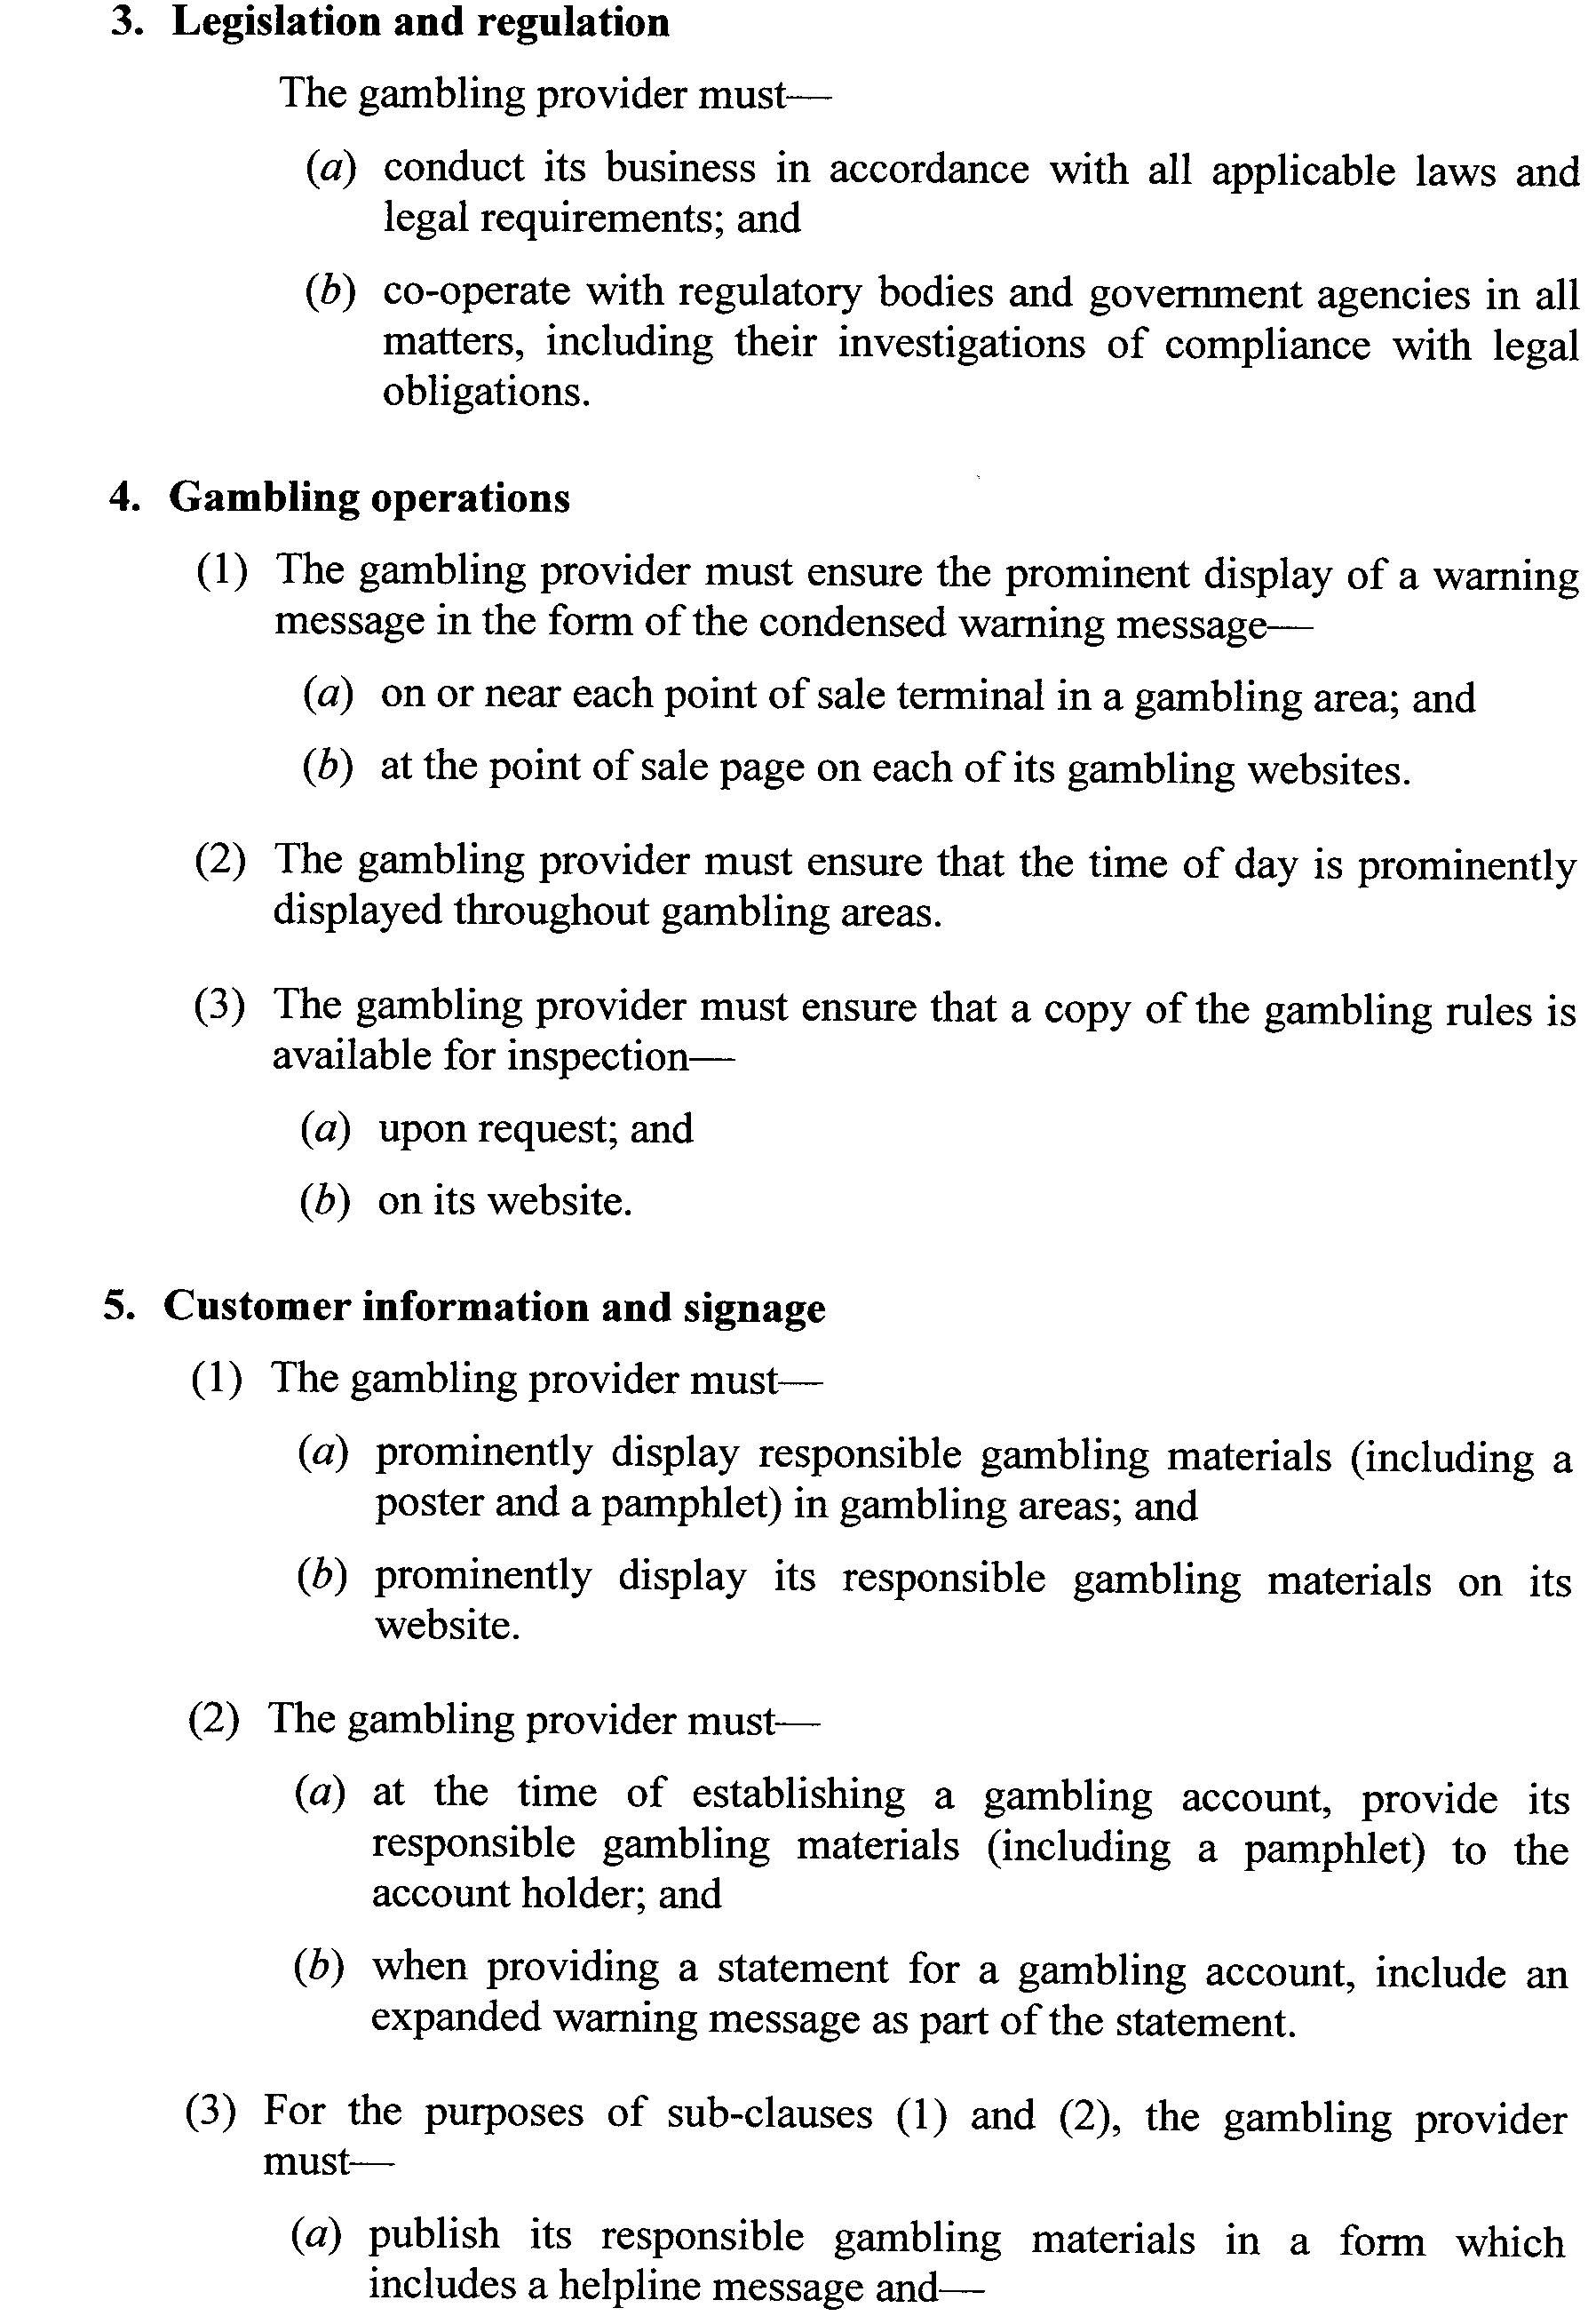 3. Legislation and regulation
The gambling provider must—
(a) conduct its business in accordance with all applicable laws and
legal requirements; and
(b) co-operate with regulatory bodies and government agencies in all
matters, including their investigations of compliance with legal
obligations.
4. Gambling operations
(1) The gambling provider must ensure the prominent display of a warning
message in the form of the condensed warning message—
(a) on or near each point of sale terminal in a gambling area; and
(b) at the point of sale page on each of its gambling websites.
(2) The gambling provider must ensure that the time of day is prominently
displayed throughout gambling areas.
(3) The gambling provider must ensure that a copy of the gambling rules is
available for inspection—
(a) upon request; and
(b) on its website.
5. Customer information and signage
(1) The gambling provider must—
(a) prominently display responsible gambling materials (including a
poster and a pamphlet) in gambling areas; and
(b) prominently display its responsible gambling materials on its
website.
(2) The gambling provider must—
(a) at the time of establishing a gambling account, provide its
responsible gambling materials (including a pamphlet) to the
account holder; and
(b) when providing a statement for a gambling account, include an
expanded warning message as part of the statement.
(3) For the purposes of sub-clauses (1) and (2), the gambling provider
must—
(a) publish its responsible gambling materials in a form which
includes a helpline message and—